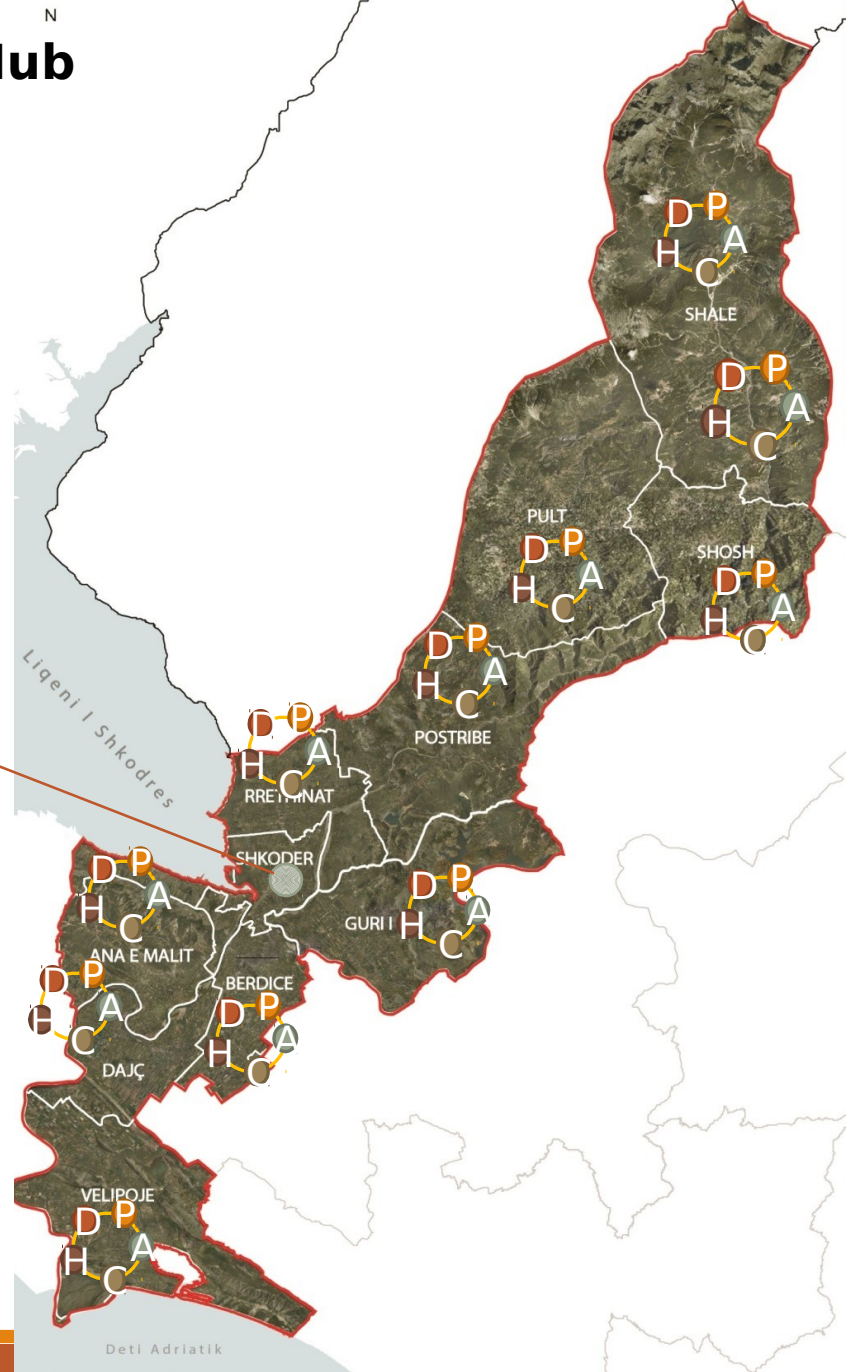 N
lub
P
D
A
H
C
SHALE
P
D
A
H
C
PULT
D P
A
H
C
SHOSH
D P
A
H
C
P
D
A
H
C
POSTRIBE
P
D
A
H
C
RRETHINAT
Liqeni I Shkodres
SHKODER
D P
A
H
C
ANA E MALIT
D P
A
H
C
GURI I
BERDICE
D P
A
H
C
DAJÇ
D P
A
H
C
VELIPOJE
D P
A
H
C
Deti Adriatik